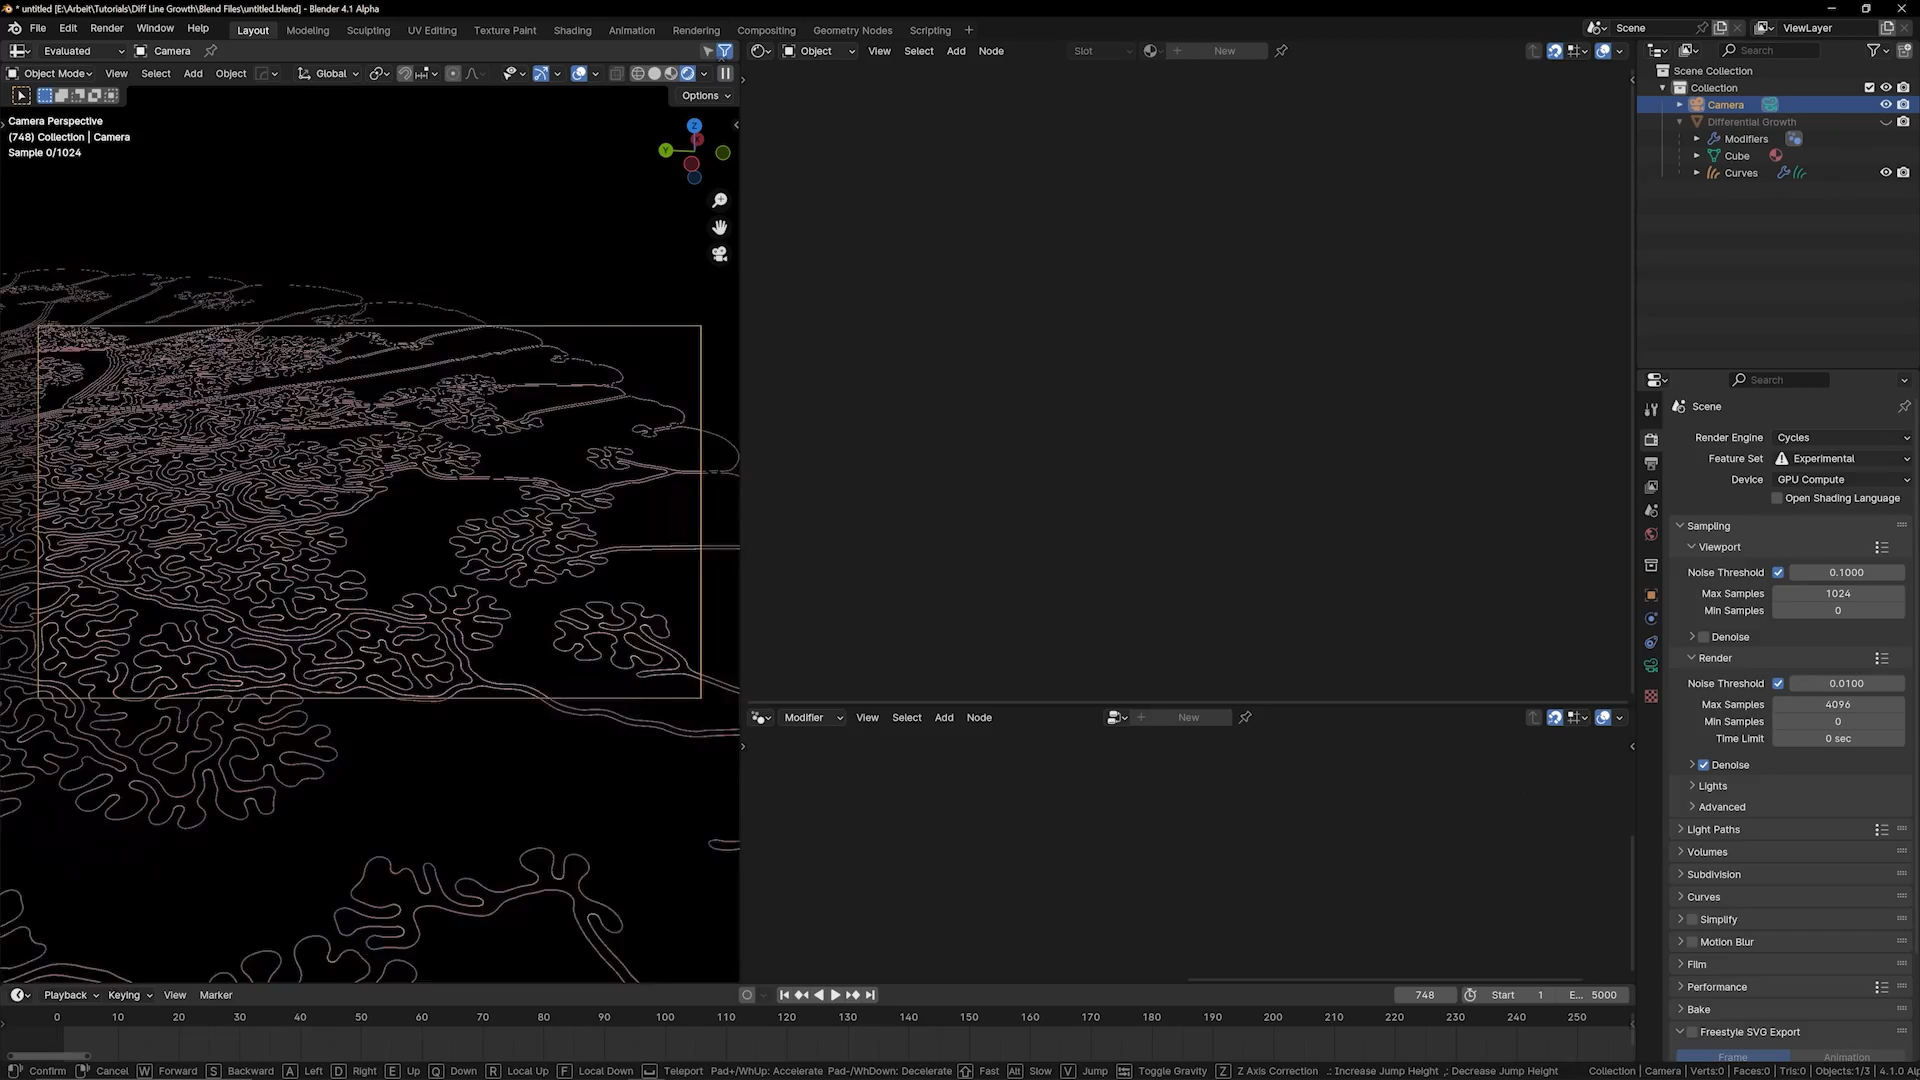 * untitled [E:\Arbeit\Tutorials\Diff Line Growth\Blend Files\untitled.blend] - Blender 4.1 Alpha
File Edit Render Window Help Layout Modeling Sculpting UV Editing Texture Paint Shading Animation Rendering Compositing Geometry Nodes Scripting + Scene ViewLayer
Evaluated Camera Object View Select Add Node Slot New Search
Object Mode View Select Add Object Global
Options
Camera Perspective
(748) Collection | Camera
Sample 0/1024
Z
Y
Scene Collection
Collection
Camera
Differential Growth
Modifiers
Cube
Curves
Search
Scene
Render Engine Cycles
Feature Set Experimental
Device GPU Compute
Open Shading Language
Sampling
Viewport
Noise Threshold 0.1000
Max Samples 1024
Min Samples 0
Denoise
Render
Noise Threshold 0.0100
Max Samples 4096
Min Samples 0
Time Limit 0 sec
Denoise
Lights
Advanced
Light Paths
Volumes
Subdivision
Curves
Simplify
Motion Blur
Film
Performance
Bake
Freestyle SVG Export
Frame Animation
Modifier View Select Add Node New
Playback Keying View Marker 748 Start 1 E... 5000
0 10 20 30 40 50 60 70 80 90 100 110 120 130 140 150 160 170 180 190 200 210 220 230 240 250
Confirm Cancel W Forward S Backward A Left D Right E Up Q Down R Local Up F Local Down Teleport Pad+/WhUp: Accelerate Pad-/WhDown: Decelerate Fast Alt Slow V Jump Toggle Gravity Z Z Axis Correction .: Increase Jump Height ,: Decrease Jump Height Collection | Camera Verts:0 Faces:0 Tris:0 Objects:1/3 4.1.0 A